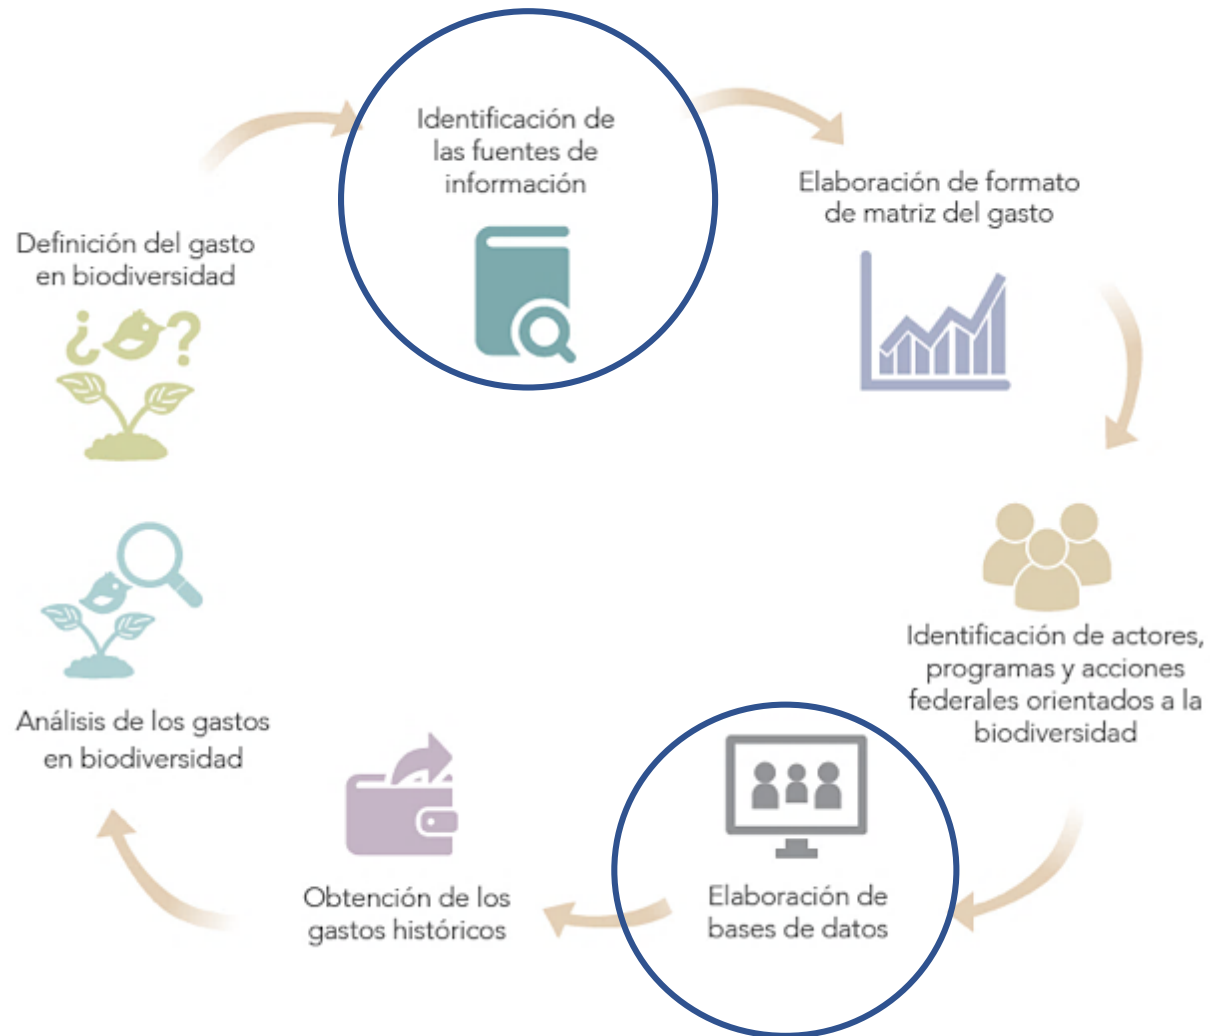 Definición del gasto
en biodiversidad
¿ ?
Identificación de
las fuentes de
información
Elaboración de formato
de matriz del gasto
Identificación de actores,
programas y acciones
federales orientados a la
biodiversidad
Elaboración de
bases de datos
Obtención de los
gastos históricos
Análisis de los gastos
en biodiversidad